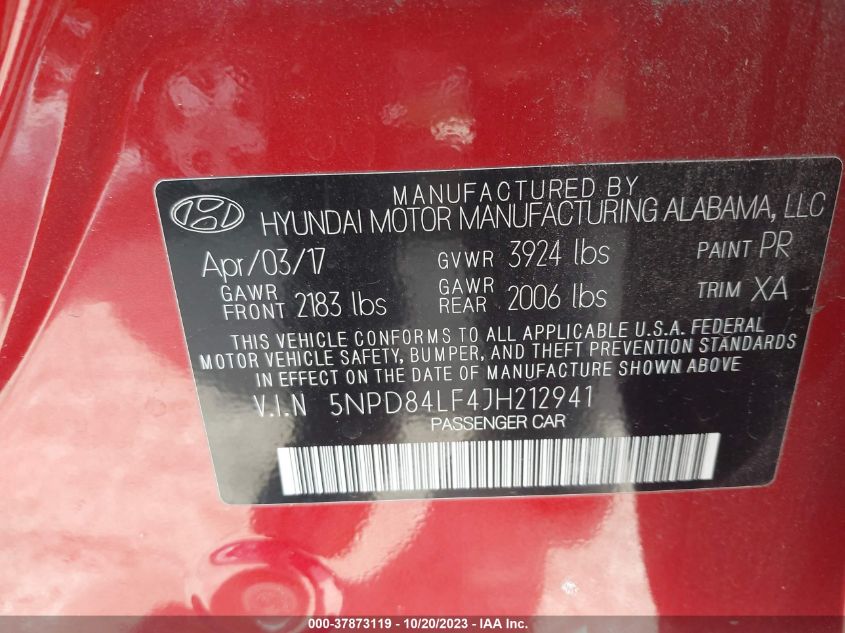 MANUFACTURED BY
HYUNDAI MOTOR MANUFACTURING ALABAMA, LLC
Apr/03/17 GVWR 3924 lbs PAINT PR
GAWR FRONT 2183 lbs GAWR REAR 2006 lbs TRIM XA
THIS VEHICLE CONFORMS TO ALL APPLICABLE U.S.A. FEDERAL
MOTOR VEHICLE SAFETY, BUMPER, AND THEFT PREVENTION STANDARDS
IN EFFECT ON THE DATE OF MANUFACTURE SHOWN ABOVE
V.I.N 5NPD84LF4JH212941
PASSENGER CAR
000-37873119 - 10/20/2023 - IAA Inc.